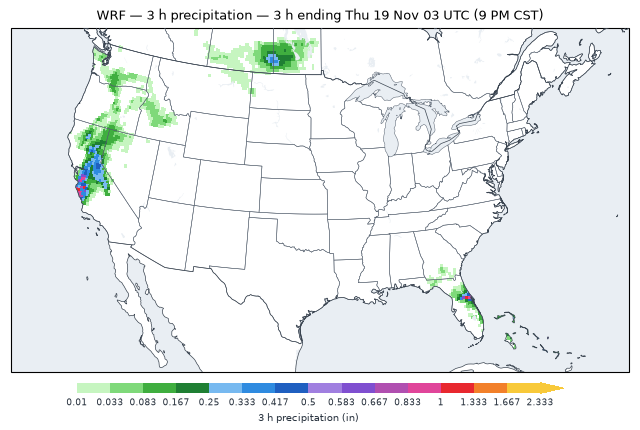 WRF — 3 h precipitation — 3 h ending Thu 19 Nov 03 UTC (9 PM CST)
0.01 0.033 0.083 0.167 0.25 0.333 0.417 0.5 0.583 0.667 0.833 1 1.333 1.667 2.333
3 h precipitation (in)